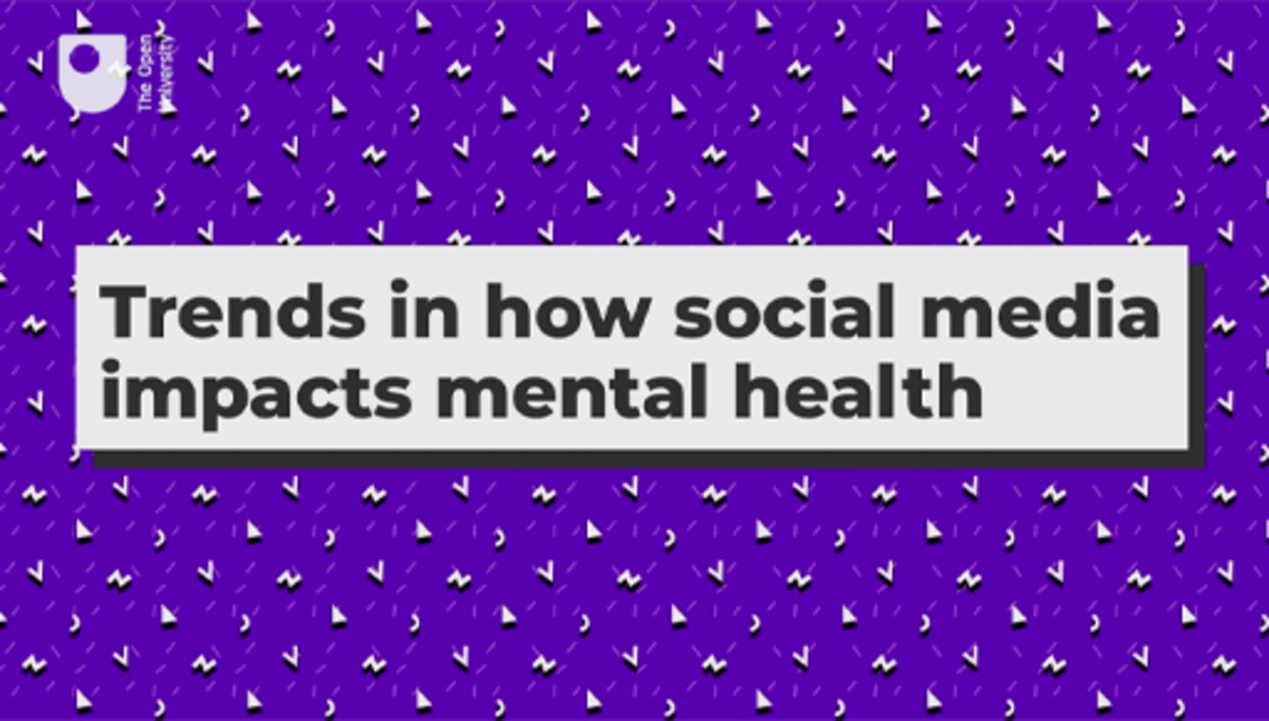 The Open
University
Trends in how social media
impacts mental health